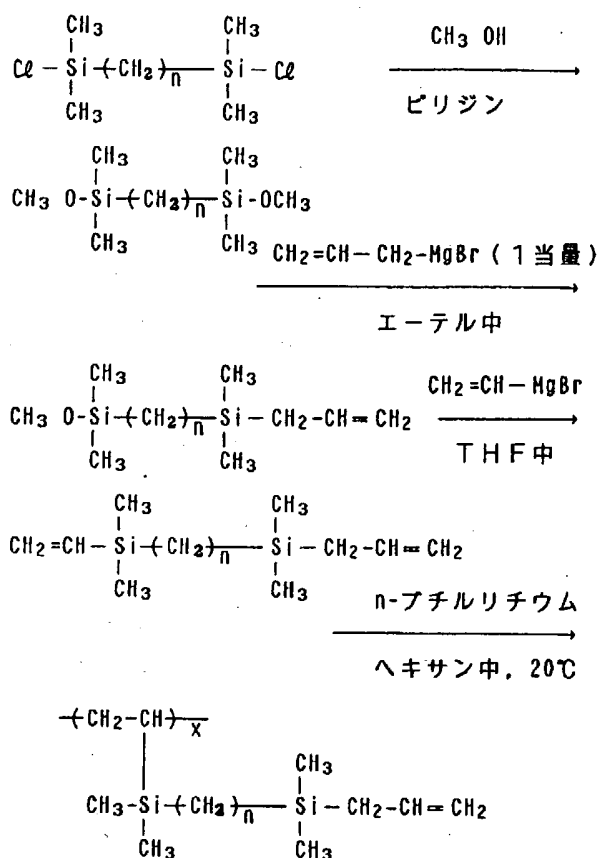 CH3 CH3
Cl-Si-(CH2)n-Si-Cl
CH3 CH3
CH3 OH
ピリジン
CH3 CH3
CH3 O-Si-(CH2)n-Si-OCH3
CH3 CH3
CH2=CH-CH2-MgBr (1当量)
エーテル中
CH3 CH3
CH3 O-Si-(CH2)n-Si-CH2-CH=CH2
CH3 CH3
CH2=CH-MgBr
THF中
CH3 CH3
CH2=CH-Si-(CH2)n-Si-CH2-CH=CH2
CH3 CH3
n-ブチルリチウム
ヘキサン中, 20℃
-(CH2-CH)x-
CH3
CH3-Si-(CH2)n-Si-CH2-CH=CH2
CH3 CH3